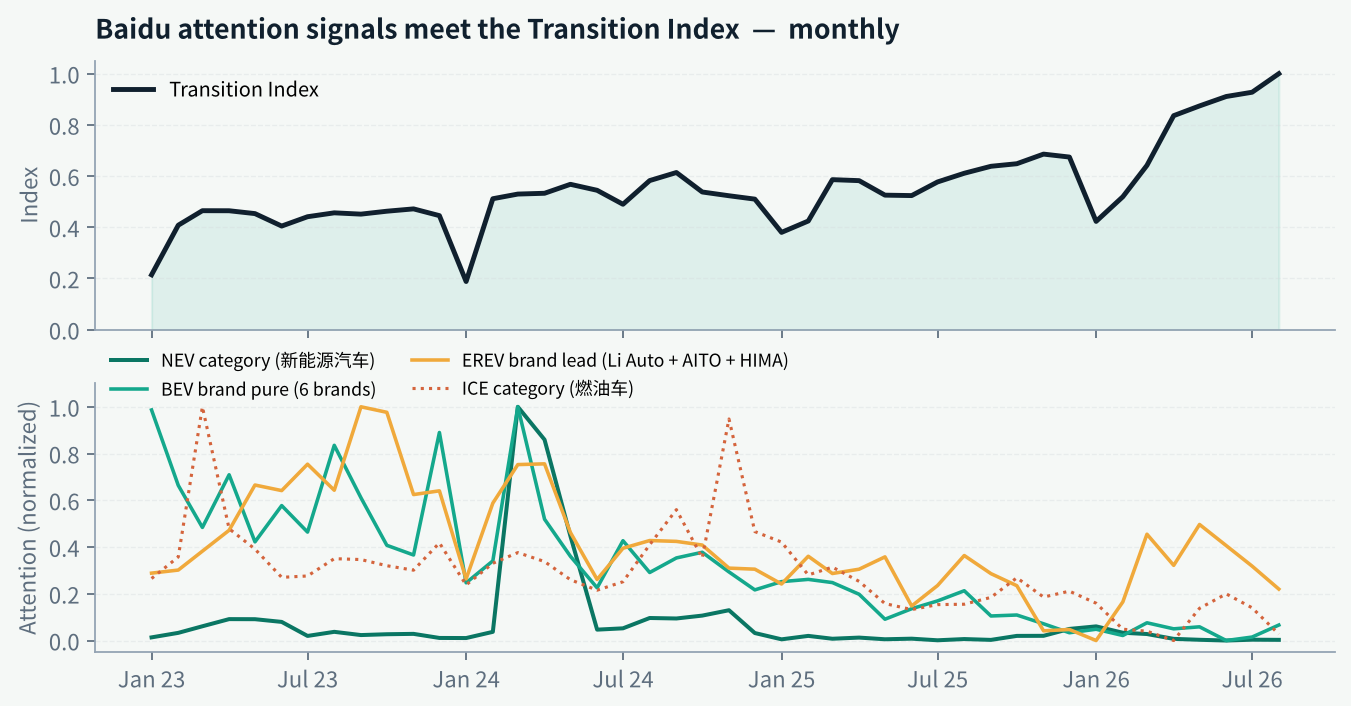 Baidu attention signals meet the Transition Index — monthly
Index
1.0
0.8
0.6
0.4
0.2
0.0
Transition Index
NEV category (新能源汽车)
BEV brand pure (6 brands)
EREV brand lead (Li Auto + AITO + HIMA)
ICE category (燃油车)
Attention (normalized)
1.0
0.8
0.6
0.4
0.2
0.0
Jan 23 Jul 23 Jan 24 Jul 24 Jan 25 Jul 25 Jan 26 Jul 26